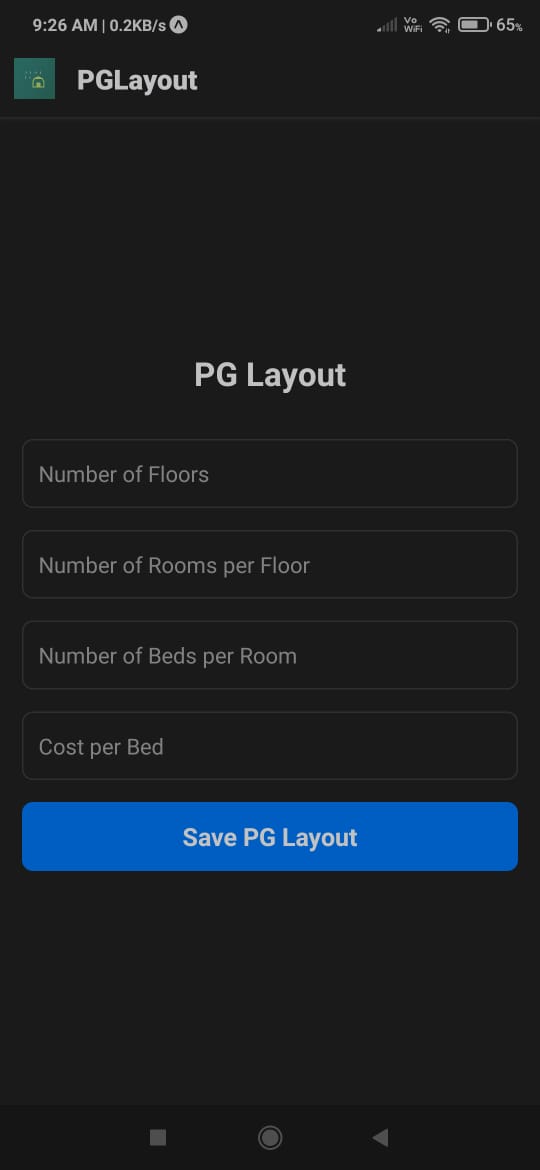 9:26 AM | 0.2KB/s
Vo WiFi 65%
PGLayout
PG Layout
Number of Floors
Number of Rooms per Floor
Number of Beds per Room
Cost per Bed
Save PG Layout